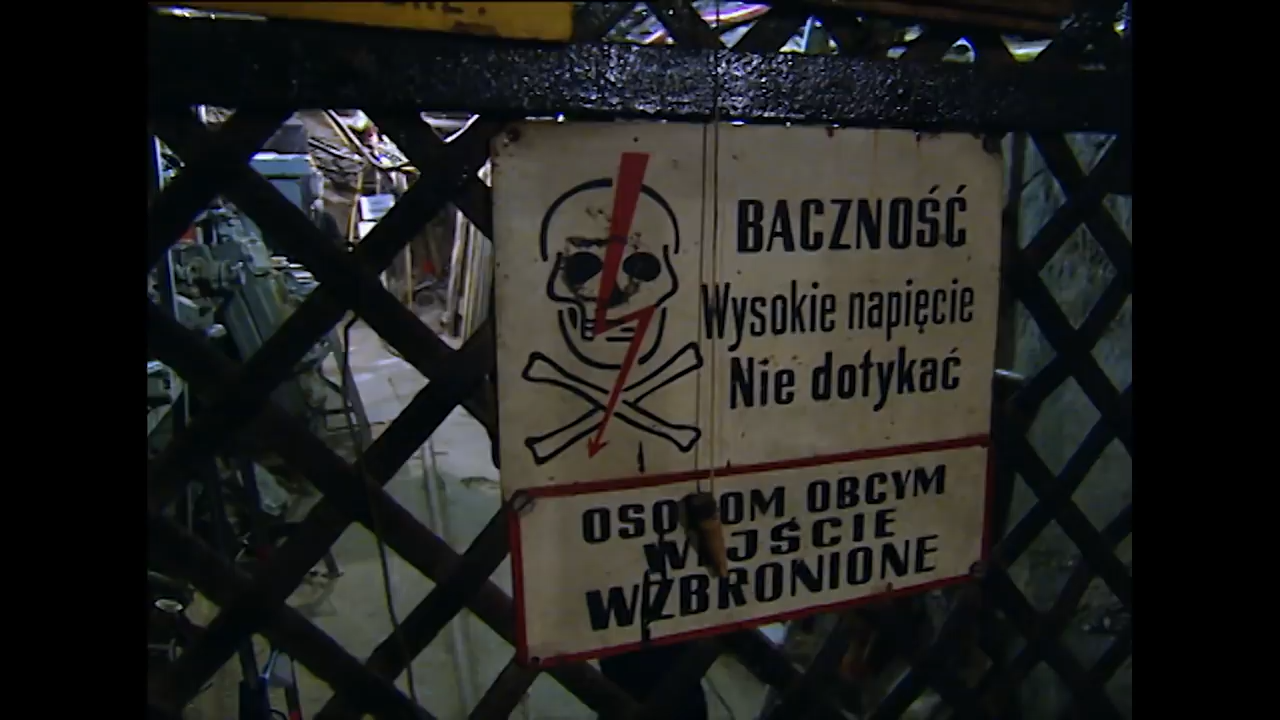 BACZNOŚĆ
Wysokie napięcie
Nie dotykać
OSOBOM OBCYM
WEJŚCIE
WZBRONIONE